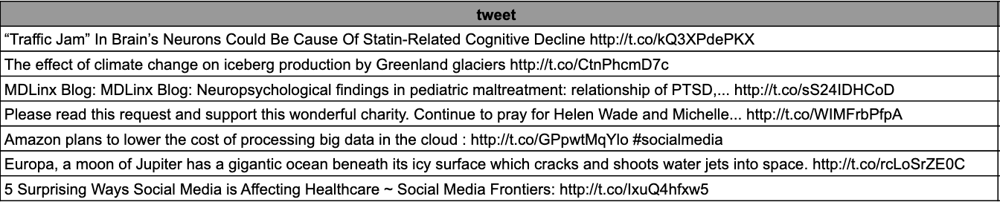 tweet
“Traffic Jam” In Brain’s Neurons Could Be Cause Of Statin-Related Cognitive Decline http://t.co/kQ3XPdePKX
The effect of climate change on iceberg production by Greenland glaciers http://t.co/CtnPhcmD7c
MDLinx Blog: MDLinx Blog: Neuropsychological findings in pediatric maltreatment: relationship of PTSD,... http://t.co/sS24IDHCoD
Please read this request and support this wonderful charity. Continue to pray for Helen Wade and Michelle... http://t.co/WIMFrbPfpA
Amazon plans to lower the cost of processing big data in the cloud : http://t.co/GPpwtMqYlo #socialmedia
Europa, a moon of Jupiter has a gigantic ocean beneath its icy surface which cracks and shoots water jets into space. http://t.co/rcLoSrZE0C
5 Surprising Ways Social Media is Affecting Healthcare ~ Social Media Frontiers: http://t.co/IxuQ4hfxw5